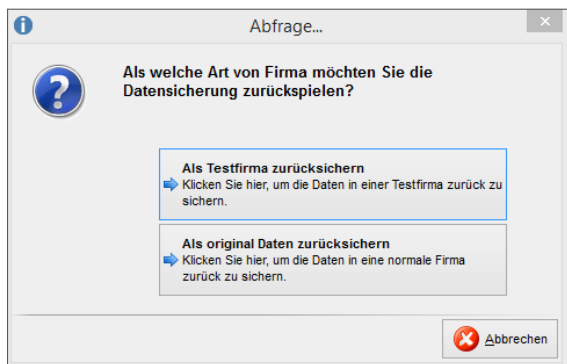 Abfrage...
Als welche Art von Firma möchten Sie die
Datensicherung zurückspielen?
Als Testfirma zurücksichern
Klicken Sie hier, um die Daten in einer Testfirma zurück zu
sichern.
Als original Daten zurücksichern
Klicken Sie hier, um die Daten in eine normale Firma
zurück zu sichern.
Abbrechen